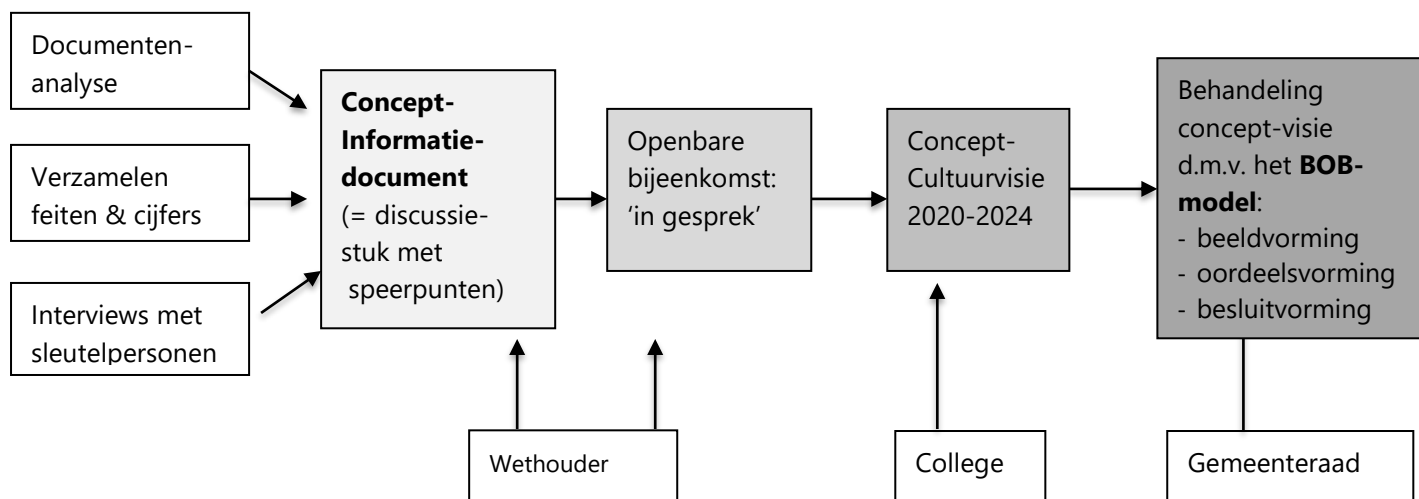 Documenten-
analyse
Verzamelen
feiten & cijfers
Interviews met
sleutelpersonen
Concept-
Informatie-
document
(= discussie-
stuk met
speerpunten)
Openbare
bijeenkomst:
‘in gesprek’
Concept-
Cultuurvisie
2020-2024
Behandeling
concept-visie
d.m.v. het BOB-
model:
- beeldvorming
- oordeelsvorming
- besluitvorming
Wethouder
College
Gemeenteraad